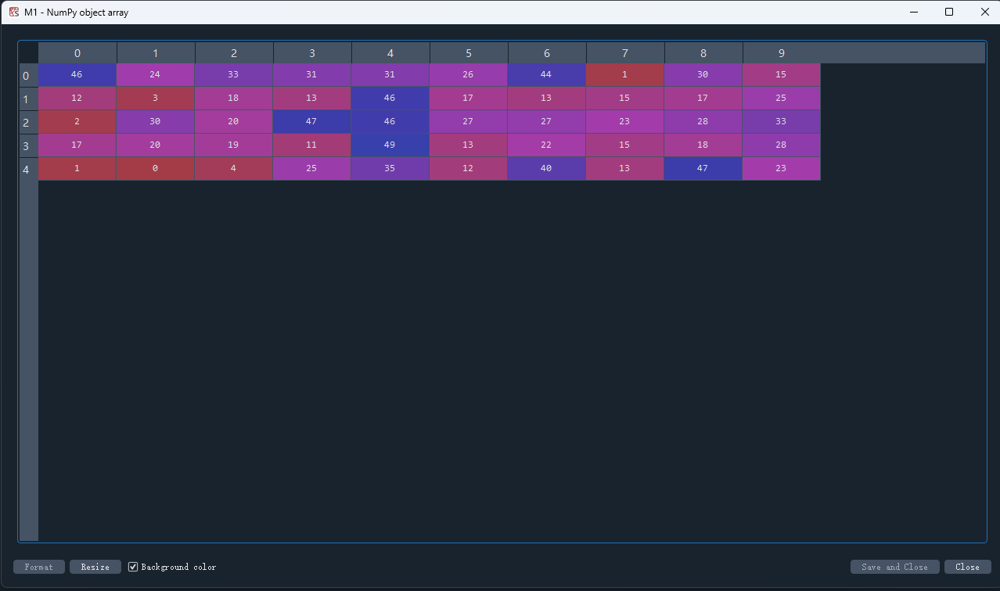 M1 - NumPy object array
0 1 2 3 4 5 6 7 8 9
0 46 24 33 31 31 26 44 1 30 15
1 12 3 18 13 46 17 13 15 17 25
2 2 30 20 47 46 27 27 23 28 33
3 17 20 19 11 49 13 22 15 18 28
4 1 0 4 25 35 12 40 13 47 23
Format Resize Background color Save and Close Close